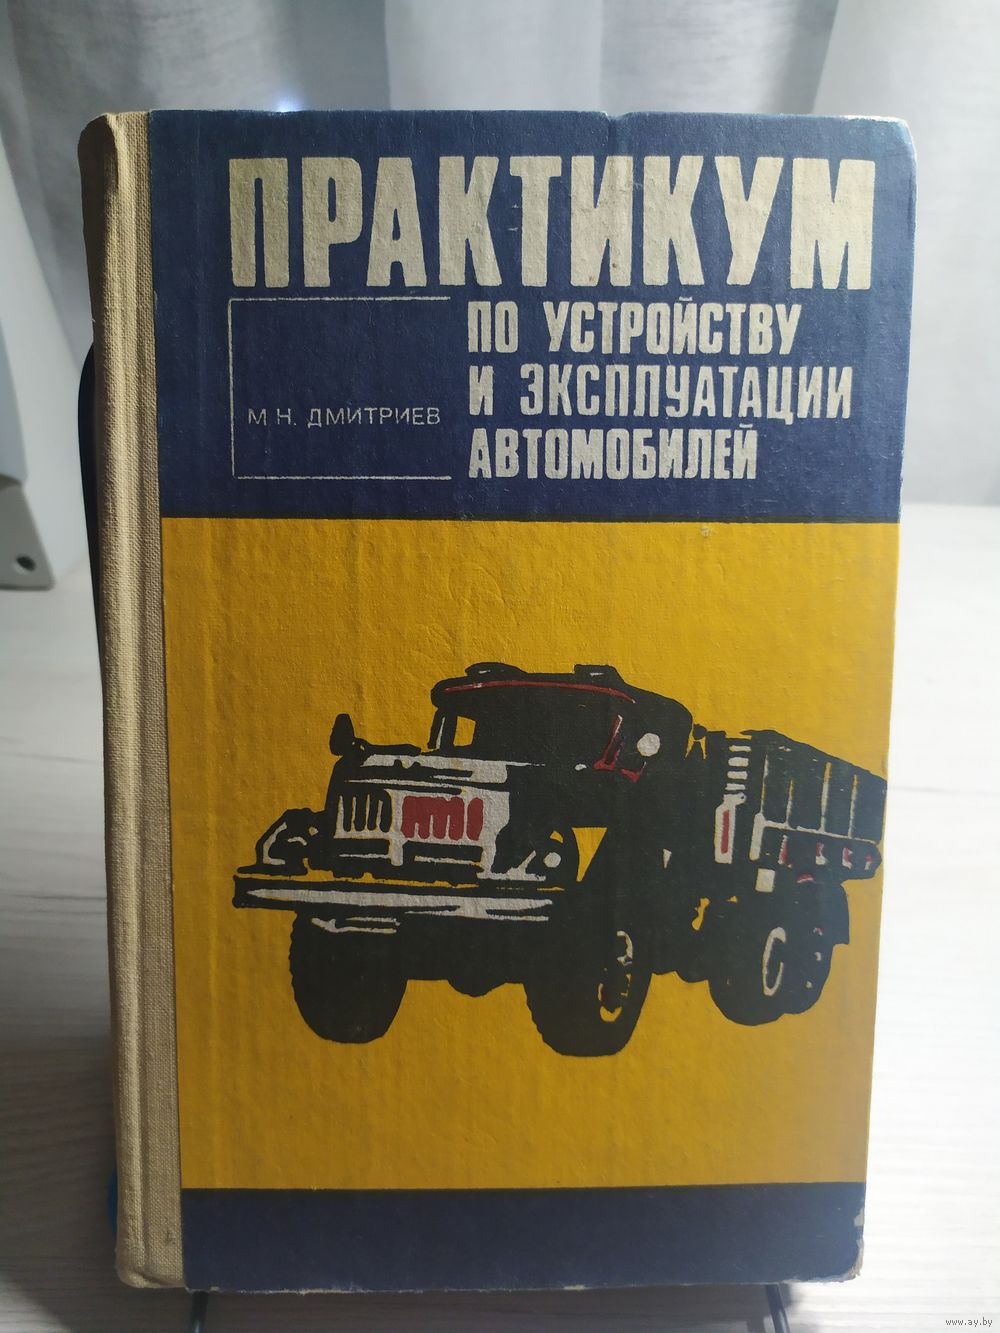 ПРАКТИКУМ
ПО УСТРОЙСТВУ
И ЭКСПЛУАТАЦИИ
АВТОМОБИЛЕЙ
М. Н. ДМИТРИЕВ
www.ay.by